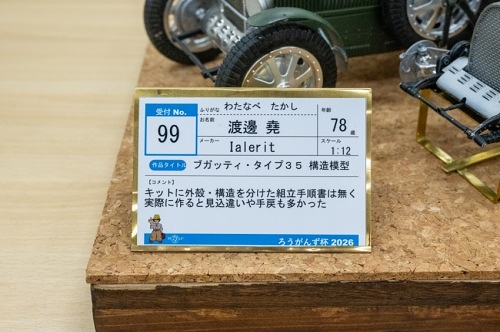 受付 No.
99
ふりがな わたなべ たかし
お名前 渡邊 堯
年齢 78 歳
メーカー Ialerit
スケール 1:12
作品タイトル ブガッティ・タイプ35 構造模型
【コメント】
キットに外殻・構造を分けた組立手順書は無く
実際に作ると見込違いや手戻も多かった
ろうがんず杯 2026